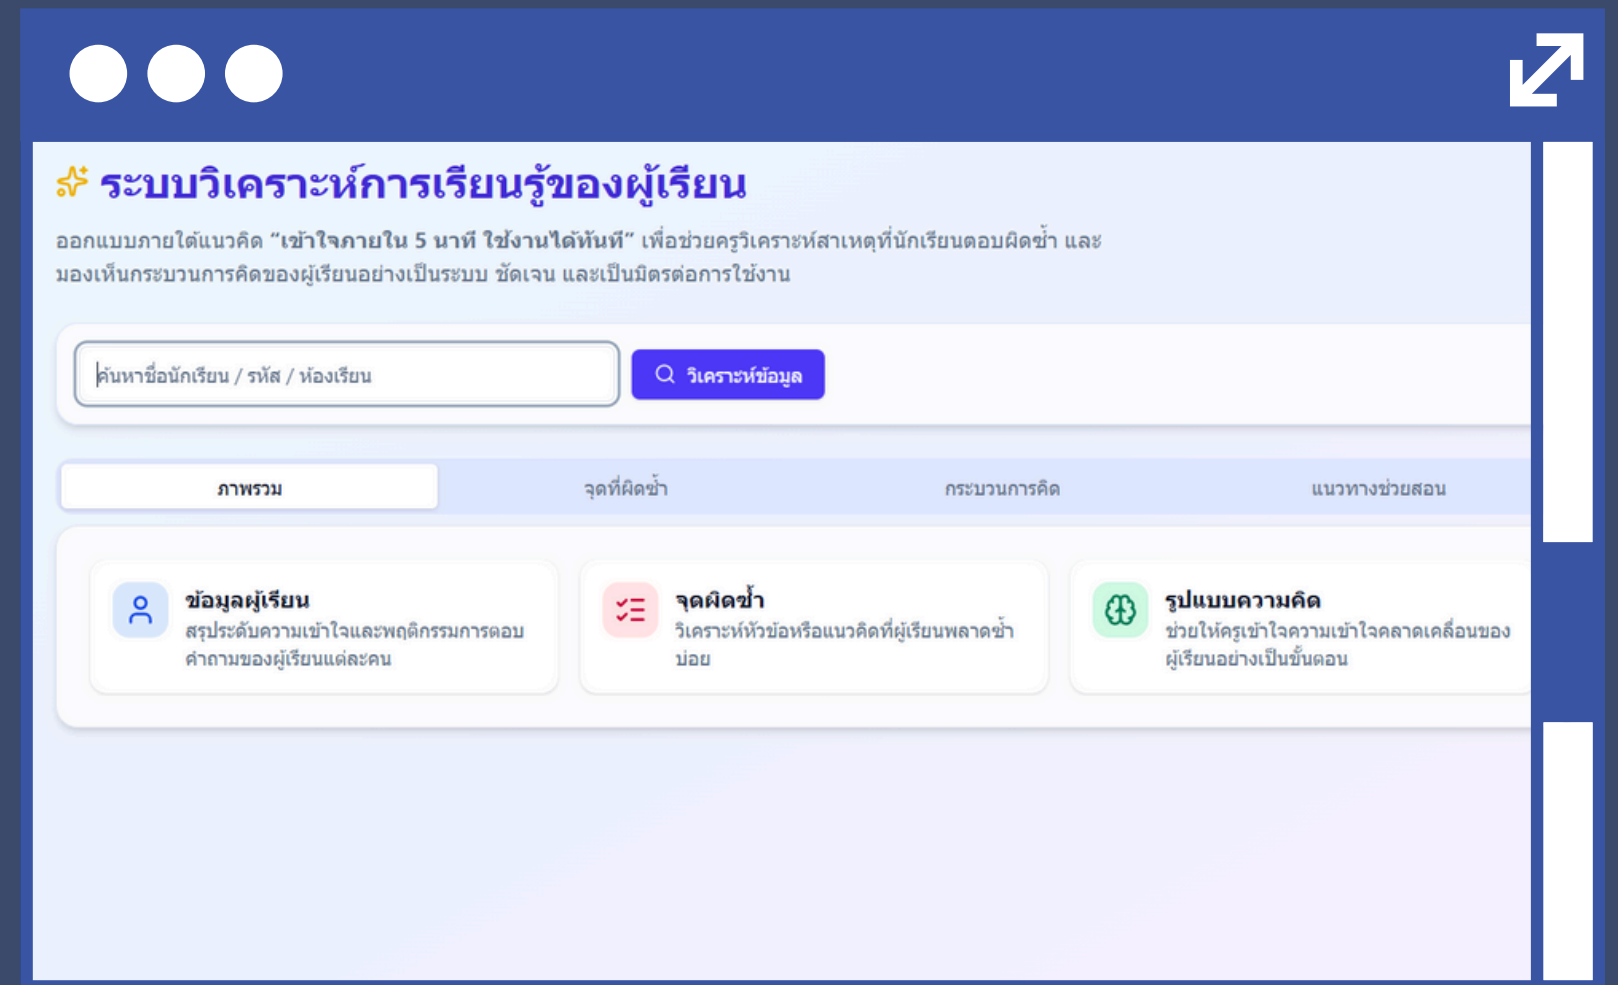 ระบบวิเคราะห์การเรียนรู้ของผู้เรียน
ออกแบบภายใต้แนวคิด “เข้าใจภายใน 5 นาที ใช้งานได้ทันที” เพื่อช่วยครูวิเคราะห์สาเหตุที่นักเรียนตอบผิดซ้ำ และ
มองเห็นกระบวนการคิดของผู้เรียนอย่างเป็นระบบ ชัดเจน และเป็นมิตรต่อการใช้งาน
ค้นหาชื่อนักเรียน / รหัส / ห้องเรียน
วิเคราะห์ข้อมูล
ภาพรวม
จุดที่ผิดซ้ำ
กระบวนการคิด
แนวทางช่วยสอน
ข้อมูลผู้เรียน
สรุประดับความเข้าใจและพฤติกรรมการตอบ
คำถามของผู้เรียนแต่ละคน
จุดผิดซ้ำ
วิเคราะห์หัวข้อหรือแนวคิดที่ผู้เรียนพลาดซ้ำ
บ่อย
รูปแบบความคิด
ช่วยให้ครูเข้าใจความเข้าใจคลาดเคลื่อนของ
ผู้เรียนอย่างเป็นขั้นตอน